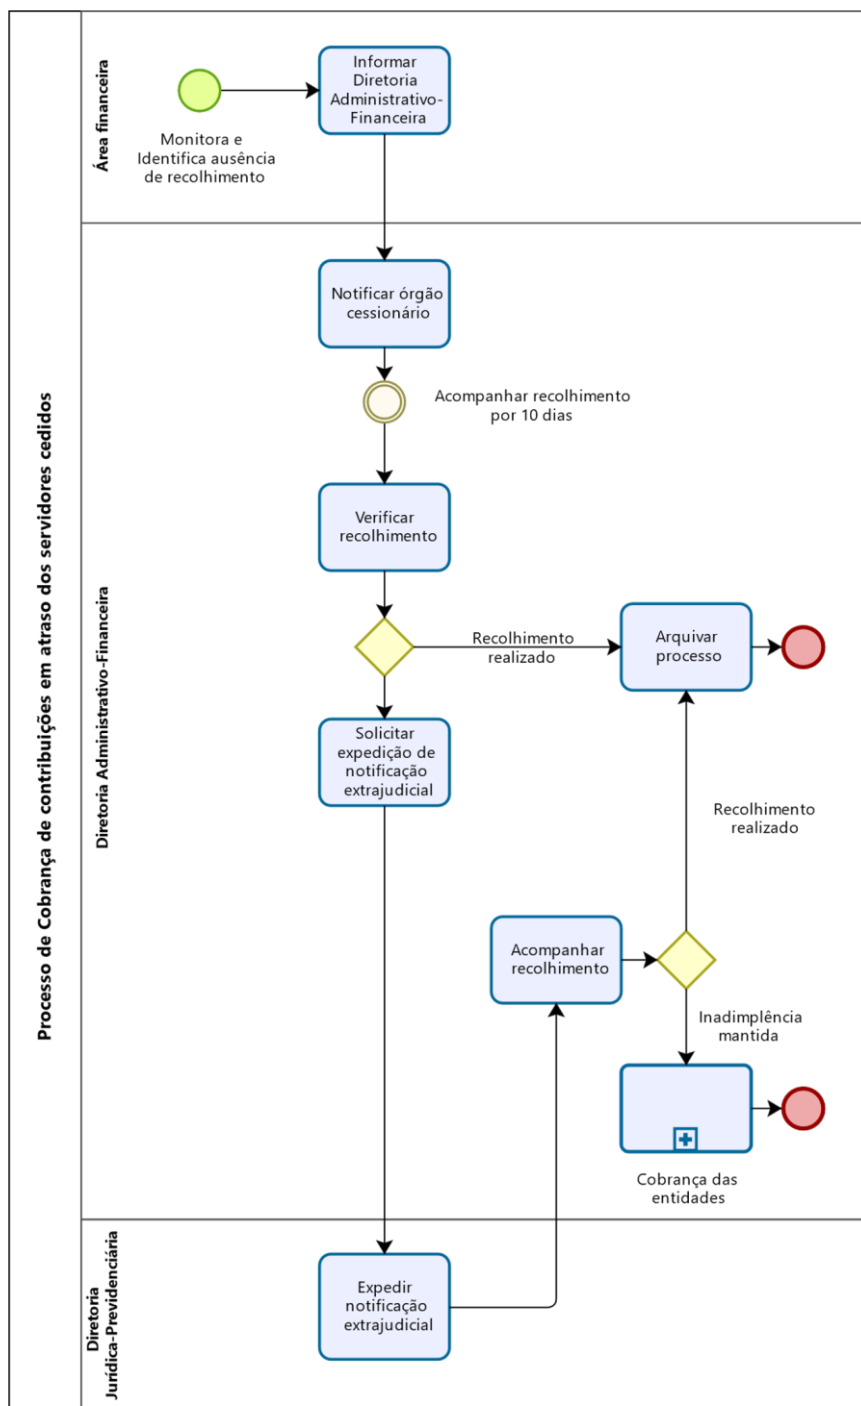 Processo de Cobrança de contribuições em atraso dos servidores cedidos
Área financeira
Monitora e
Identifica ausência
de recolhimento
Informar
Diretoria
Administrativo-
Financeira
Diretoria Administrativo-Financeira
Notificar órgão
cessionário
Acompanhar recolhimento
por 10 dias
Verificar
recolhimento
Recolhimento
realizado
Arquivar
processo
Solicitar
expedição de
notificação
extrajudicial
Recolhimento
realizado
Acompanhar
recolhimento
Inadimplência
mantida
Cobrança das
entidades
Diretoria
Jurídica-Previdenciária
Expedir
notificação
extrajudicial